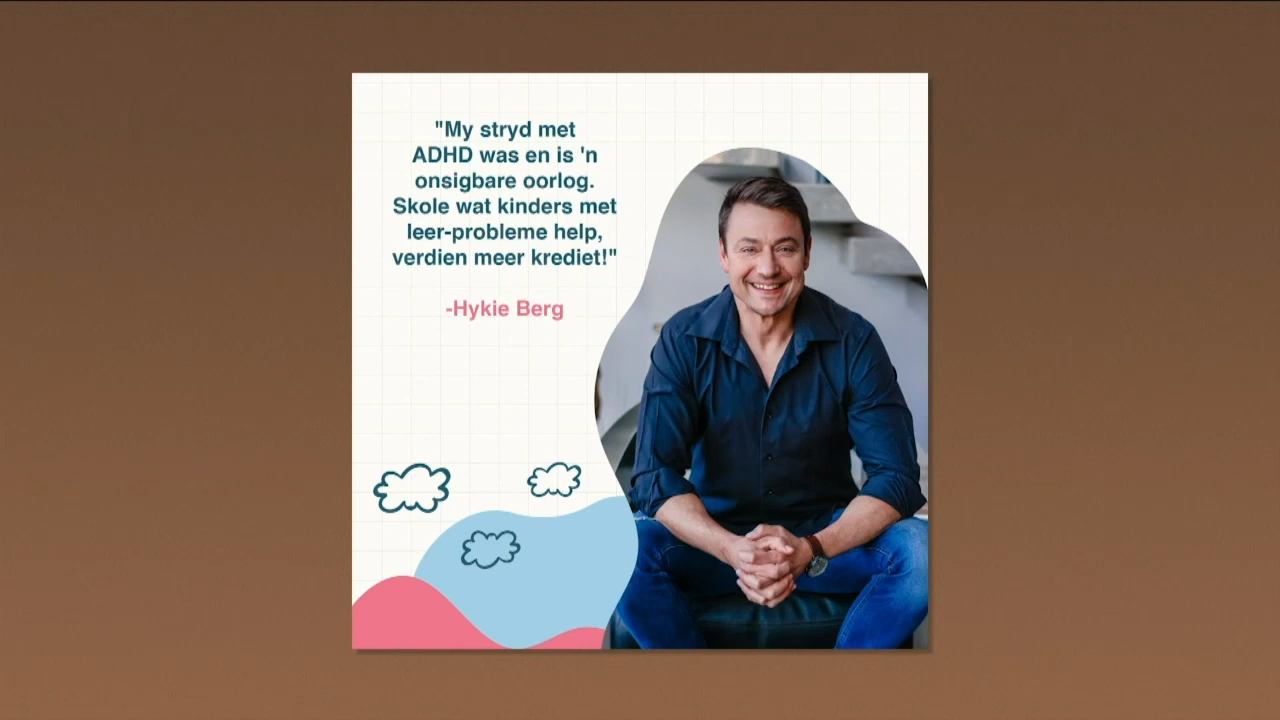 "My stryd met
ADHD was en is 'n
onsigbare oorlog.
Skole wat kinders met
leer-probleme help,
verdien meer krediet!"
-Hykie Berg